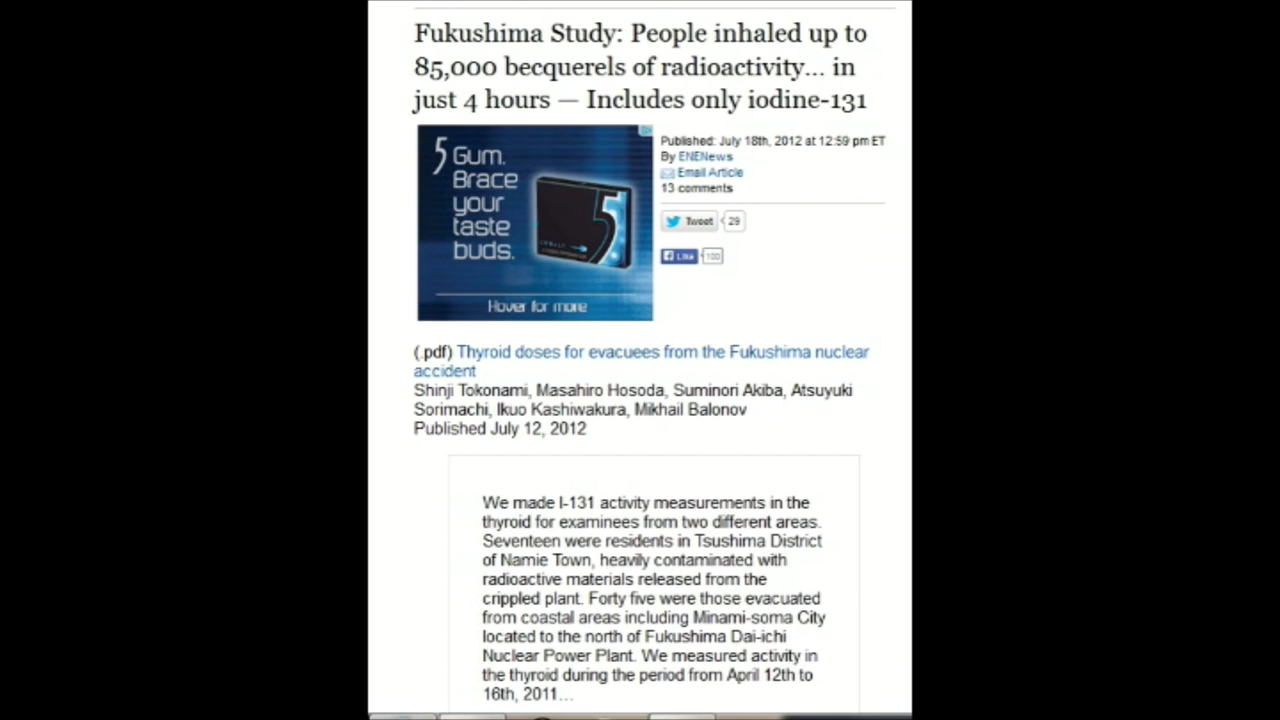 Fukushima Study: People inhaled up to
85,000 becquerels of radioactivity... in
just 4 hours — Includes only iodine-131
5 Gum.
Brace
your
taste
buds.
5
COBALT
Hover for more
Published: July 18th, 2012 at 12:59 pm ET
By ENENews
Email Article
13 comments
Tweet 29
Like 100
(.pdf) Thyroid doses for evacuees from the Fukushima nuclear
accident
Shinji Tokonami, Masahiro Hosoda, Suminori Akiba, Atsuyuki
Sorimachi, Ikuo Kashiwakura, Mikhail Balonov
Published July 12, 2012
We made I-131 activity measurements in the
thyroid for examinees from two different areas.
Seventeen were residents in Tsushima District
of Namie Town, heavily contaminated with
radioactive materials released from the
crippled plant. Forty five were those evacuated
from coastal areas including Minami-soma City
located to the north of Fukushima Dai-ichi
Nuclear Power Plant. We measured activity in
the thyroid during the period from April 12th to
16th, 2011...